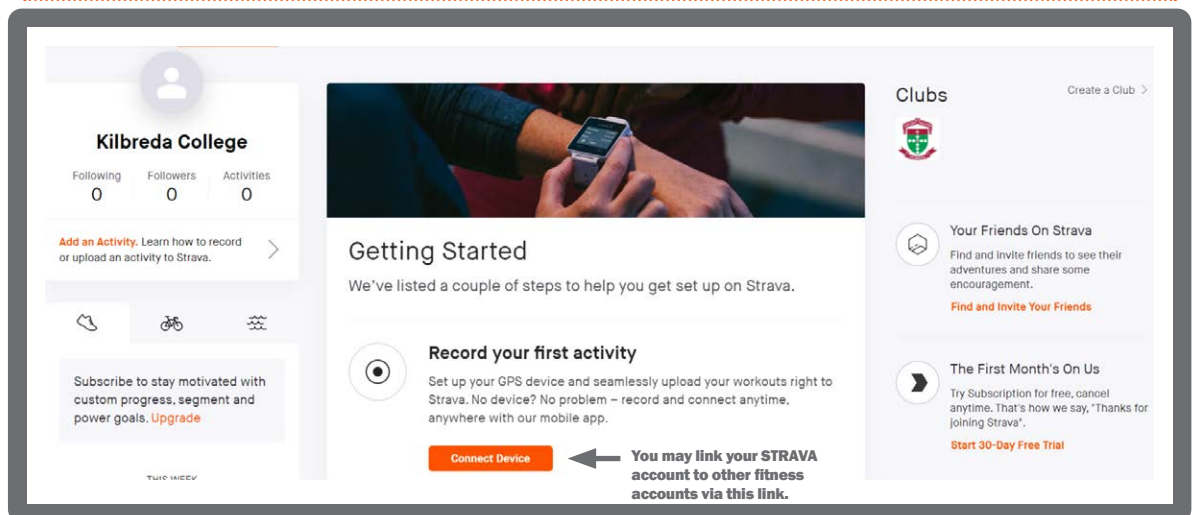 Kilbreda College
Following Followers Activities
0 0 0
Add an Activity. Learn how to record
or upload an activity to Strava.
Subscribe to stay motivated with
custom progress, segment and
power goals. Upgrade
THIS WEEK
Getting Started
We've listed a couple of steps to help you get set up on Strava.
Record your first activity
Set up your GPS device and seamlessly upload your workouts right to
Strava. No device? No problem – record and connect anytime,
anywhere with our mobile app.
Connect Device
You may link your STRAVA
account to other fitness
accounts via this link.
Clubs
Create a Club
Your Friends On Strava
Find and invite friends to see their
adventures and share some
encouragement.
Find and Invite Your Friends
The First Month's On Us
Try Subscription for free, cancel
anytime. That's how we say, "Thanks for
joining Strava".
Start 30-Day Free Trial